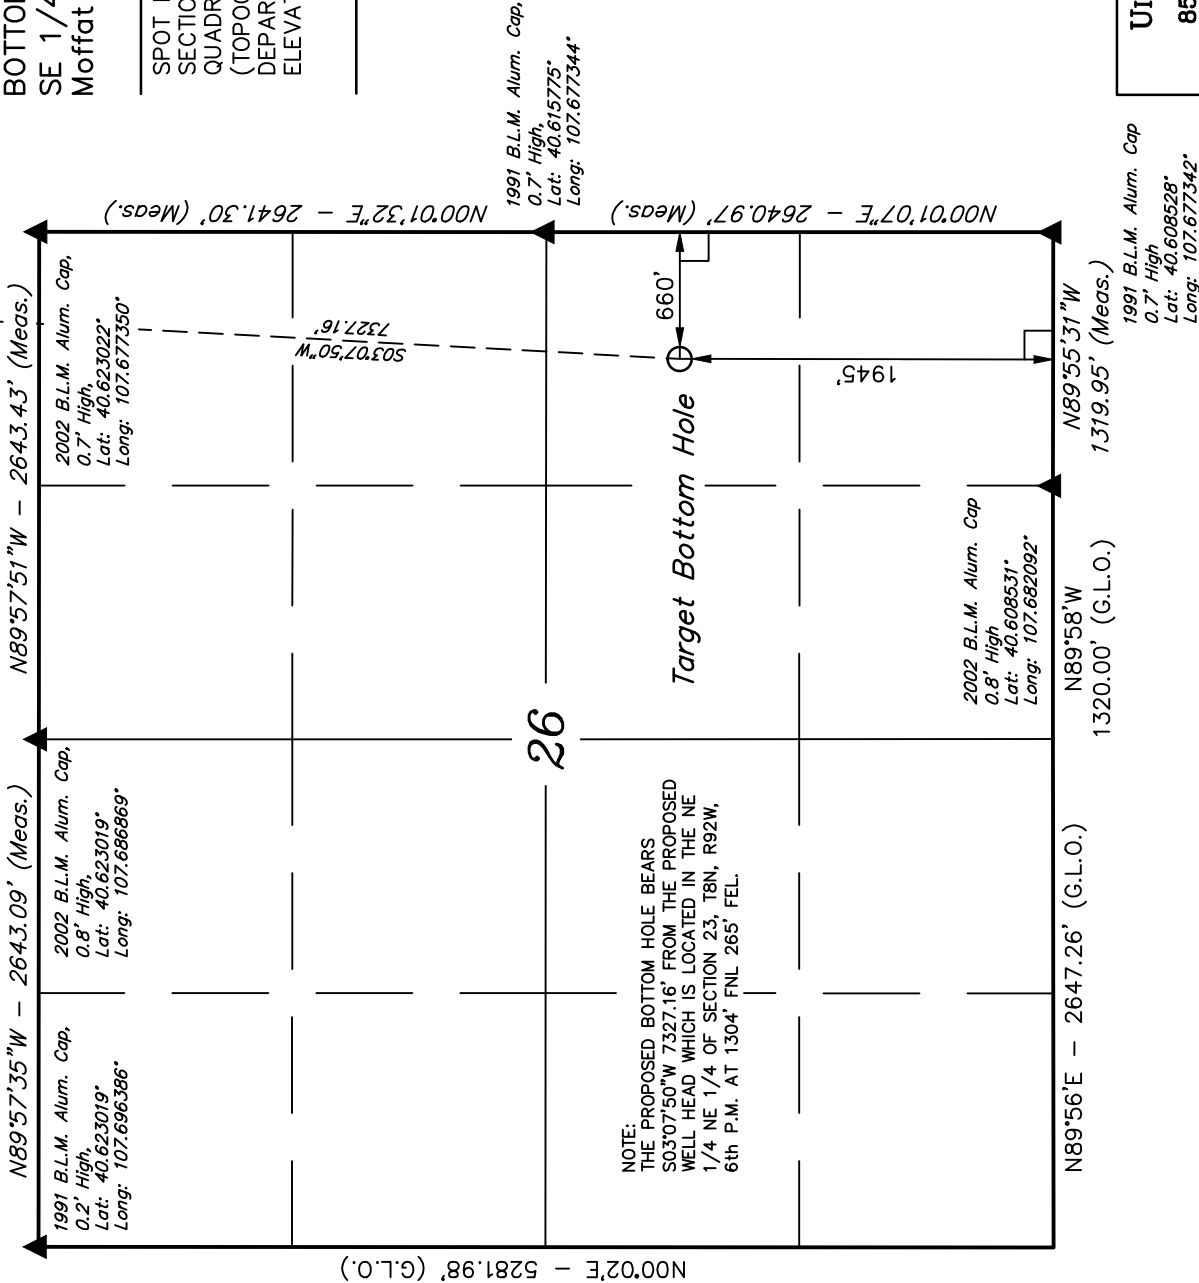 BOTTOM
SE 1/4
Moffat
SPOT
SECTIO
QUADR
(TOPOG
DEPAR
ELEVAT
N89°57'35"W - 2643.09' (Meas.)
N89°57'51"W - 2643.43' (Meas.)
1991 B.L.M. Alum. Cap,
0.2' High,
Lat: 40.623019°
Long: 107.696386°
2002 B.L.M. Alum. Cap,
0.8' High,
Lat: 40.623019°
Long: 107.686869°
2002 B.L.M. Alum. Cap,
0.7' High,
Lat: 40.623022°
Long: 107.677350°
N00°01'32"E - 2641.30' (Meas.)
S03°07'50"W
7327.16'
1991 B.L.M. Alum. Cap,
0.7' High,
Lat: 40.615775°
Long: 107.677344°
26
N00°01'07"E - 2640.97' (Meas.)
660'
Target Bottom Hole
1945'
NOTE:
THE PROPOSED BOTTOM HOLE BEARS
S03°07'50"W 7327.16' FROM THE PROPOSED
WELL HEAD WHICH IS LOCATED IN THE NE
1/4 NE 1/4 OF SECTION 23, T8N, R92W,
6th P.M. AT 1304' FNL 265' FEL.
N00°02'E - 5281.98' (G.L.O.)
2002 B.L.M. Alum. Cap
0.8' High
Lat: 40.608531°
Long: 107.682092°
N89°56'E - 2647.26' (G.L.O.)
N89°58'W
1320.00' (G.L.O.)
N89°55'31"W
1319.95' (Meas.)
1991 B.L.M. Alum. Cap
0.7' High
Lat: 40.608528°
Long: 107.677342°
85